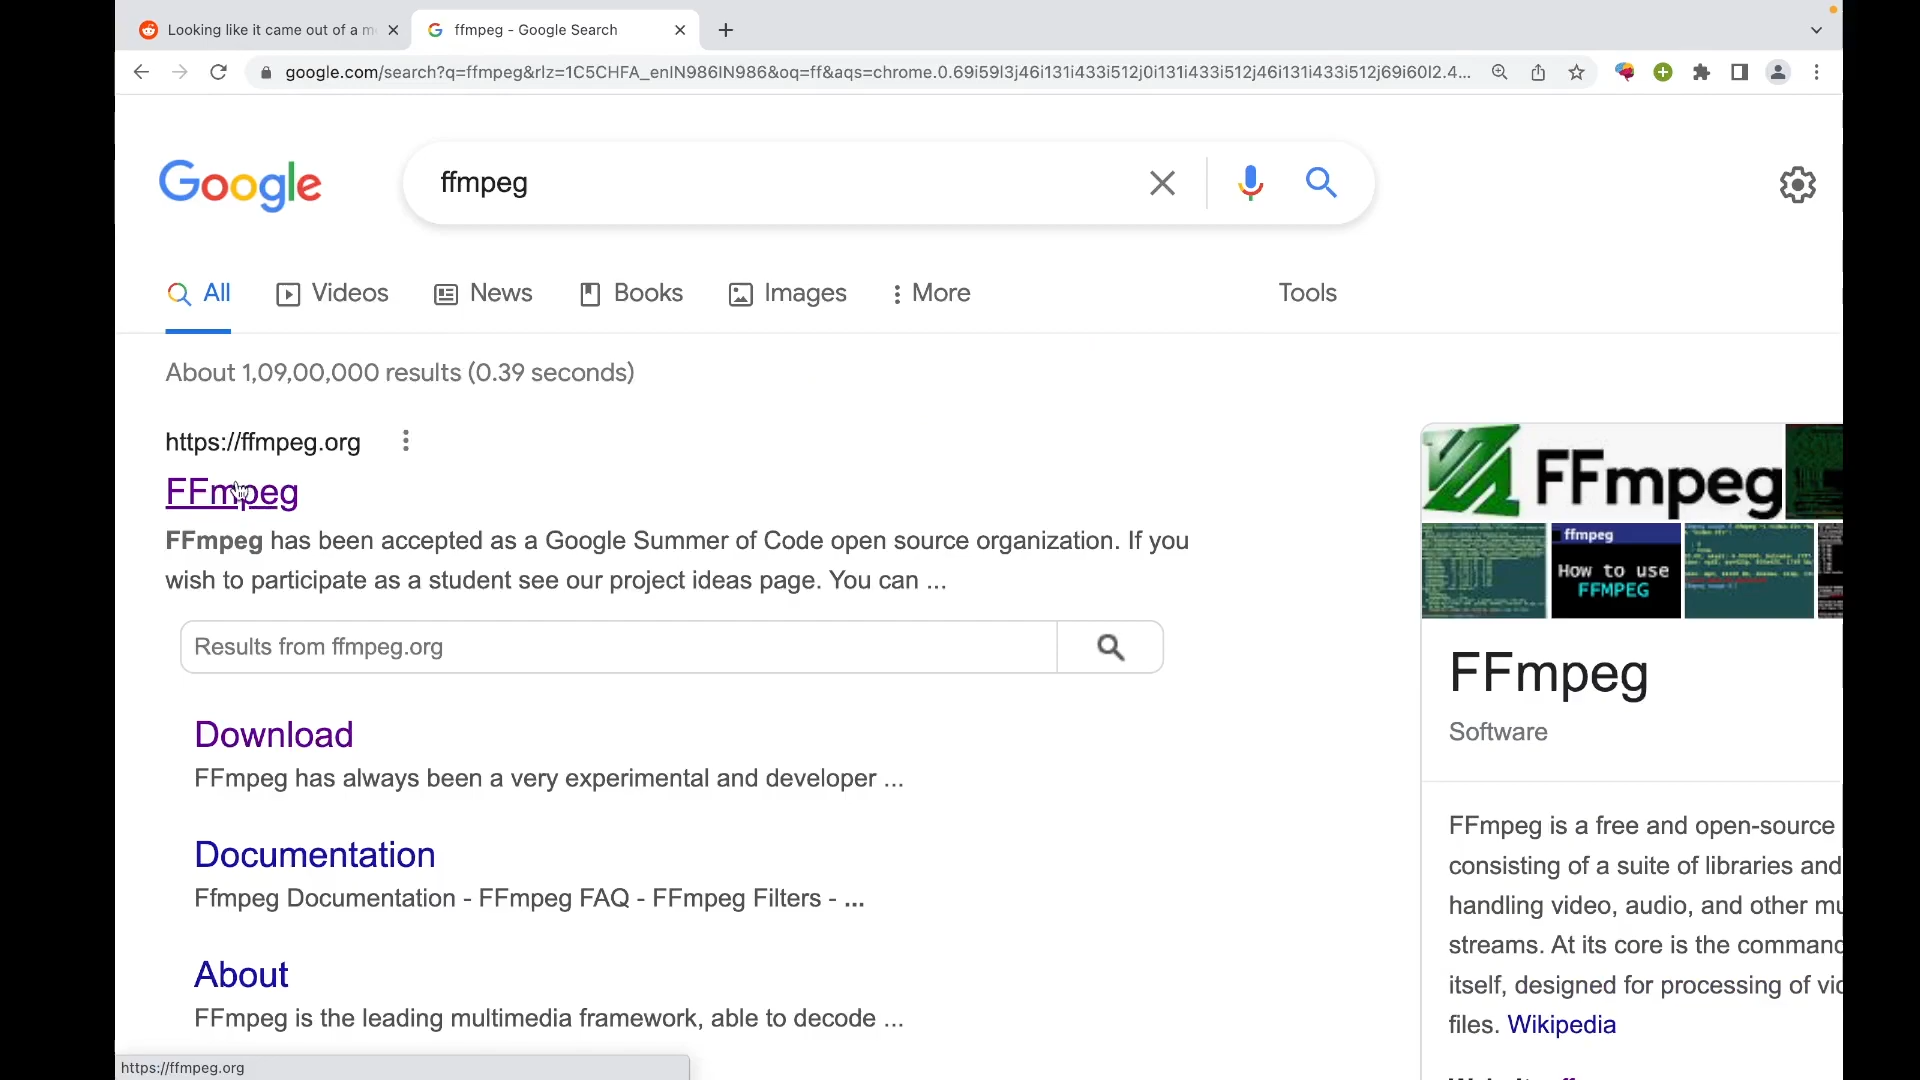 Looking like it came out of a m
ffmpeg - Google Search
google.com/search?q=ffmpeg&rlz=1C5CHFA_enIN986IN986&oq=ff&aqs=chrome.0.69i59l3j46i131i433i512j0i131i433i512j46i131i433i512j69i60l2.4...
Google
ffmpeg
All
Videos
News
Books
Images
More
Tools
About 1,09,00,000 results (0.39 seconds)
https://ffmpeg.org
FFmpeg
FFmpeg has been accepted as a Google Summer of Code open source organization. If you
wish to participate as a student see our project ideas page. You can ...
Results from ffmpeg.org
Download
FFmpeg has always been a very experimental and developer ...
Documentation
Ffmpeg Documentation - FFmpeg FAQ - FFmpeg Filters - ...
About
FFmpeg is the leading multimedia framework, able to decode ...
https://ffmpeg.org
FFmpeg
ffmpeg
How to use
FFMPEG
FFmpeg
Software
FFmpeg is a free and open-source
consisting of a suite of libraries and
handling video, audio, and other mu
streams. At its core is the command
itself, designed for processing of vid
files. Wikipedia